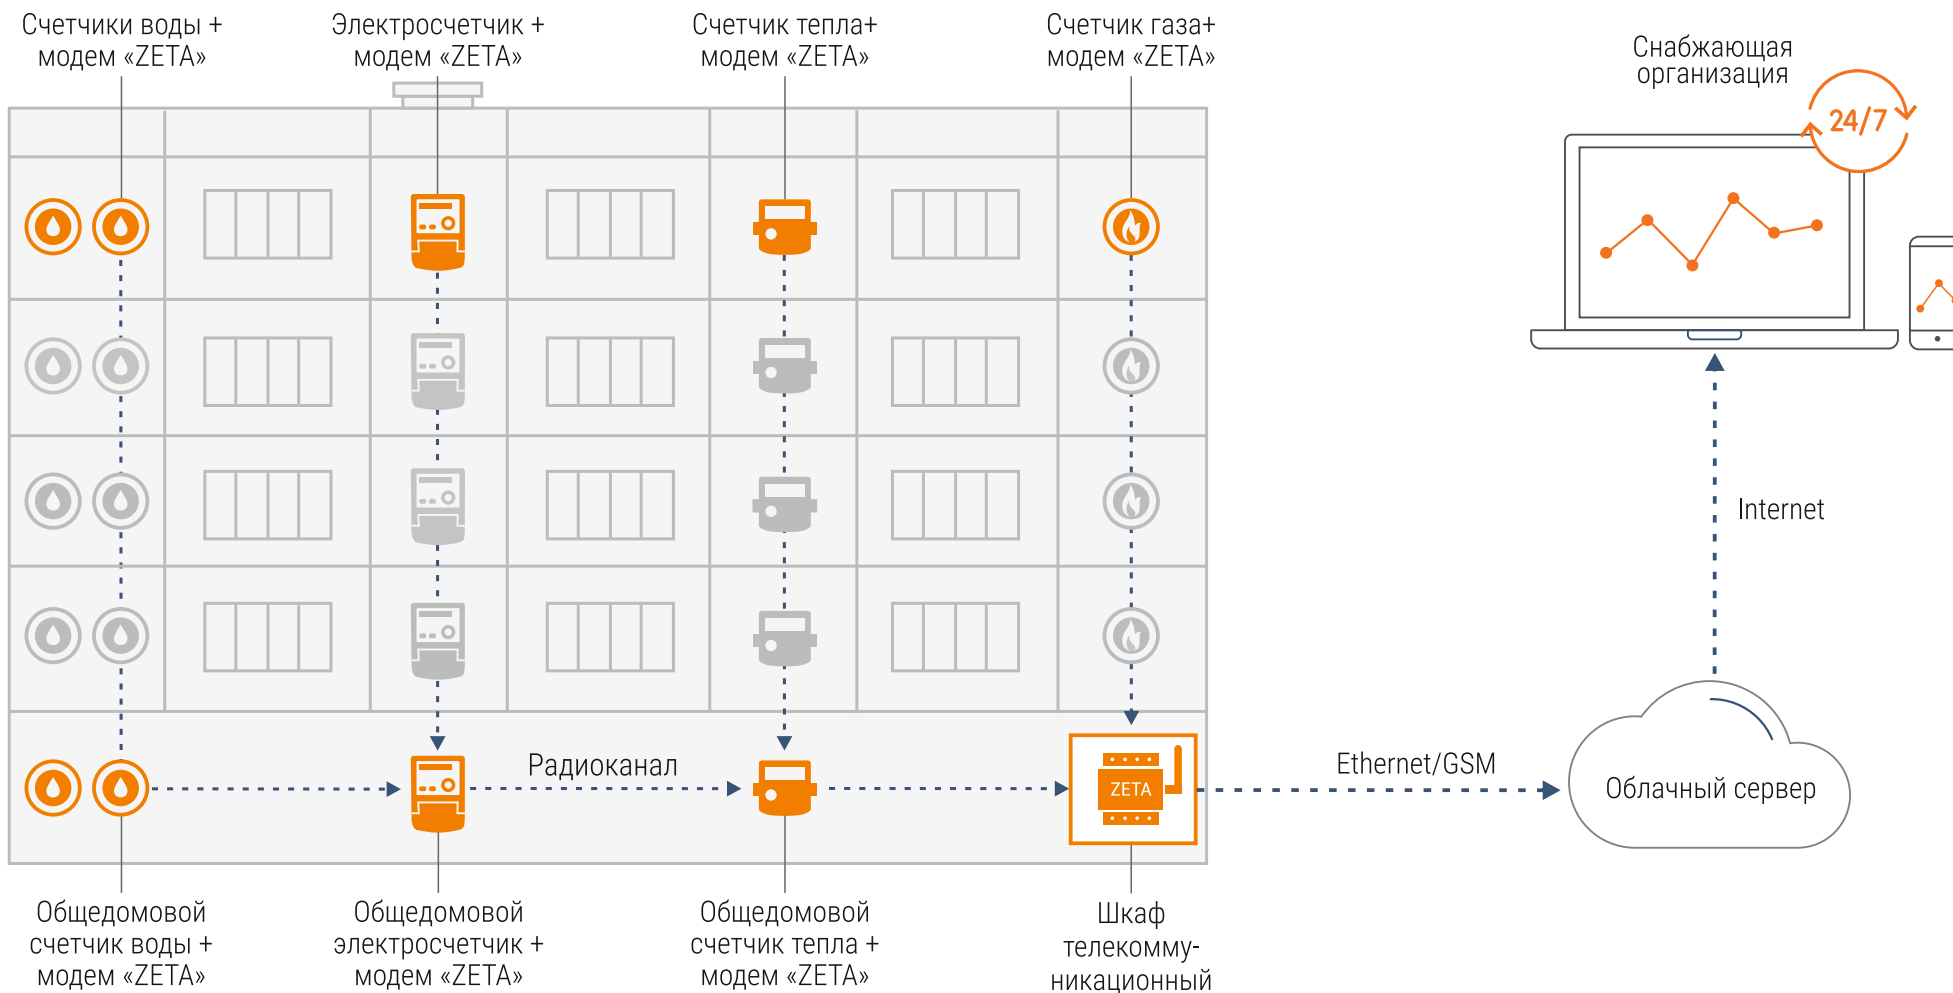 Счетчики воды +
модем «ZETA»
Электросчетчик +
модем «ZETA»
Счетчик тепла+
модем «ZETA»
Счетчик газа+
модем «ZETA»
Снабжающая
организация
24/7
Internet
Радиоканал
ZETA
Ethernet/GSM
Облачный сервер
Общедомовой
счетчик воды +
модем «ZETA»
Общедомовой
электросчетчик +
модем «ZETA»
Общедомовой
счетчик тепла +
модем «ZETA»
Шкаф
телекомму-
никационный